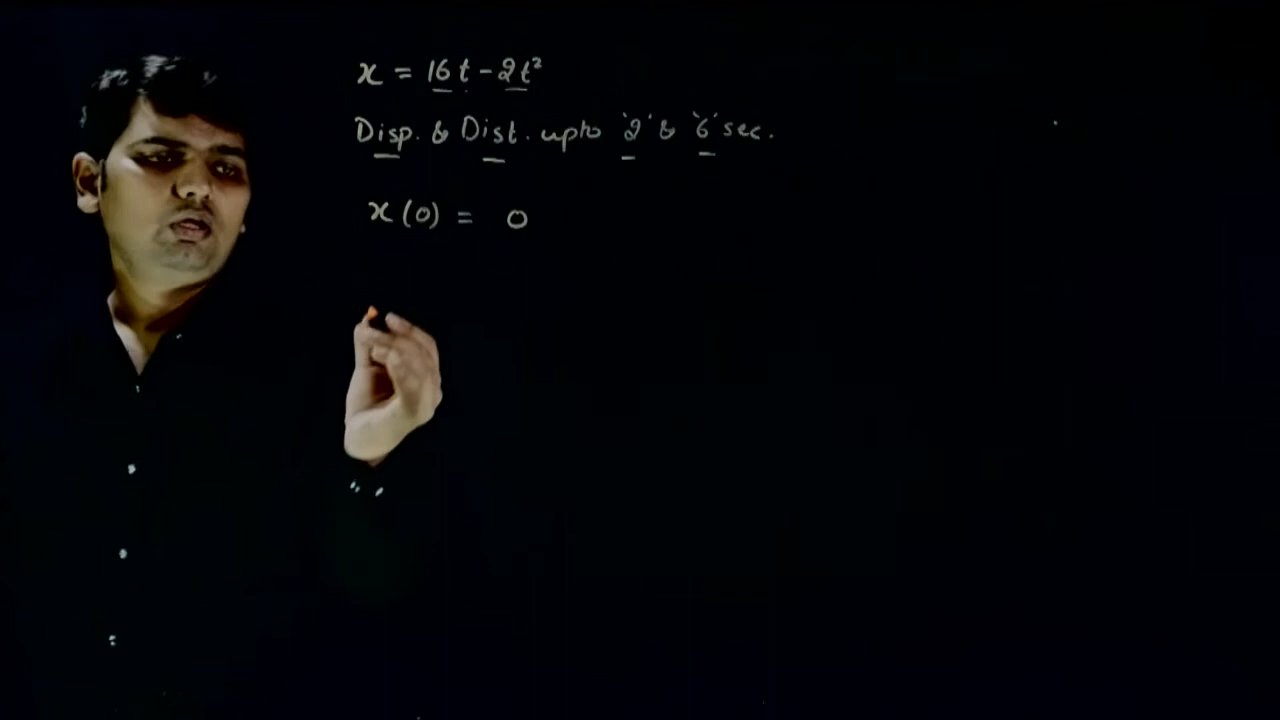 x = 16t - 2t²
Disp. & Dist. upto '2' & '6' sec.
x(0) = 0